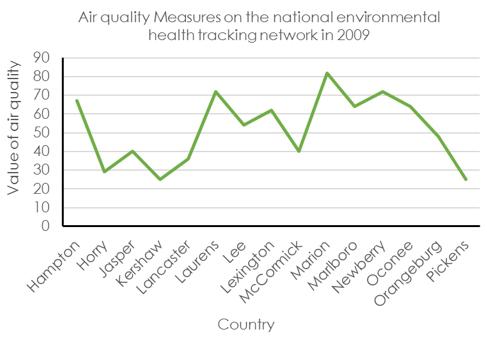 Air quality Measures on the national environmental
health tracking network in 2009
Value of air quality
90
80
70
60
50
40
30
20
10
0
Hampton
Horry
Jasper
Kershaw
Lancaster
Laurens
Lee
Lexington
McCormick
Marion
Marlboro
Newberry
Oconee
Orangeburg
Pickens
Country